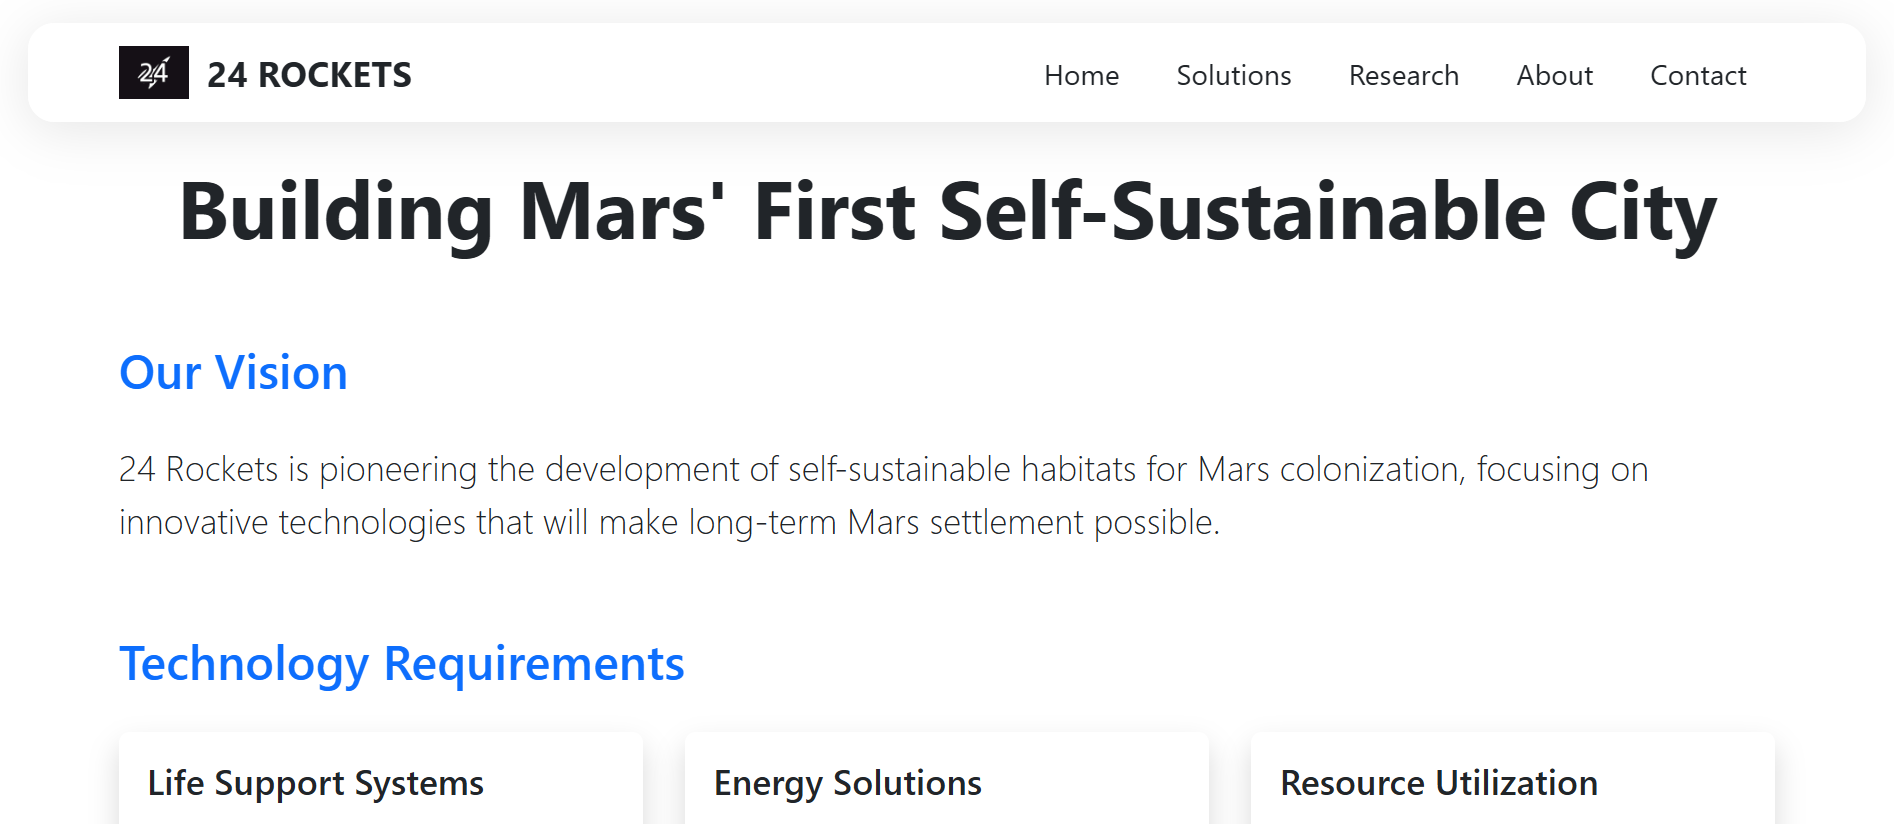 24
24 ROCKETS
Home Solutions Research About Contact
Building Mars' First Self-Sustainable City
Our Vision
24 Rockets is pioneering the development of self-sustainable habitats for Mars colonization, focusing on
innovative technologies that will make long-term Mars settlement possible.
Technology Requirements
Life Support Systems
Energy Solutions
Resource Utilization